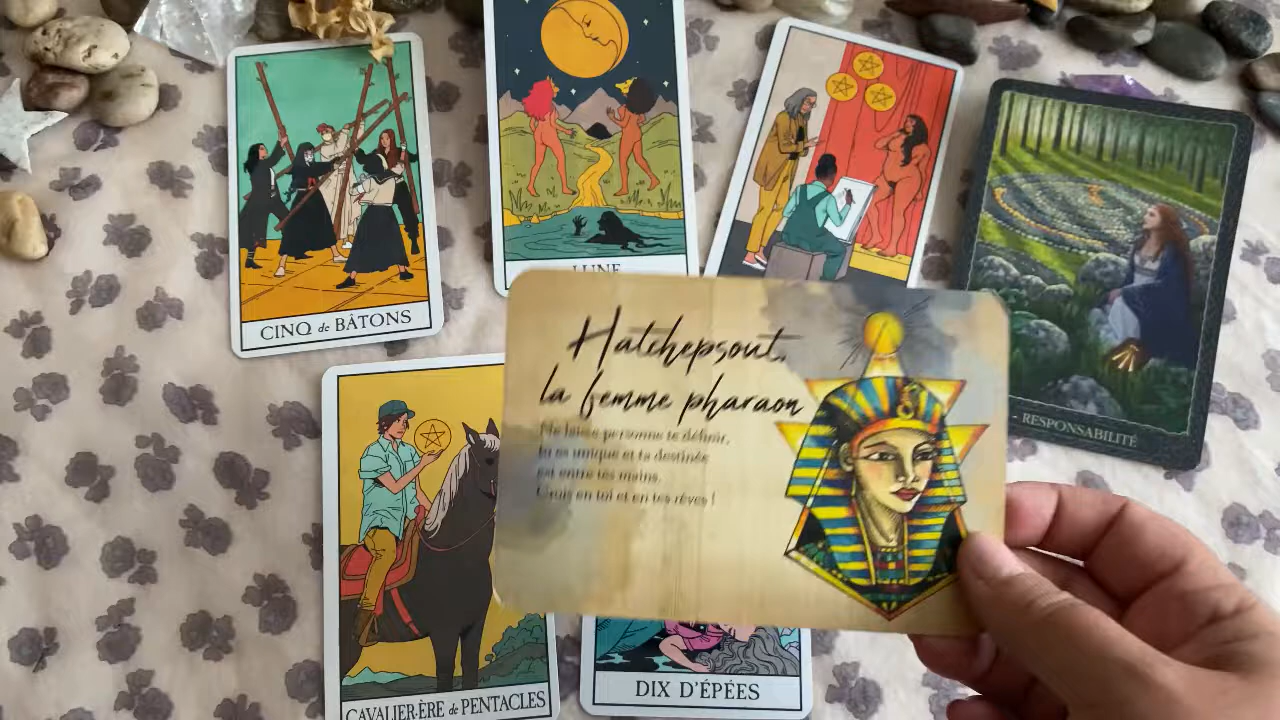 CINQ de BÂTONS
LUNE
- RESPONSABILITÉ
Hatchepsout,
la femme pharaon
Ne laisse personne te définir,
tu es unique et ta destinée
est entre tes mains.
Crois en toi et en tes rêves !
CAVALIER·ÈRE de PENTACLES
DIX D'ÉPÉES